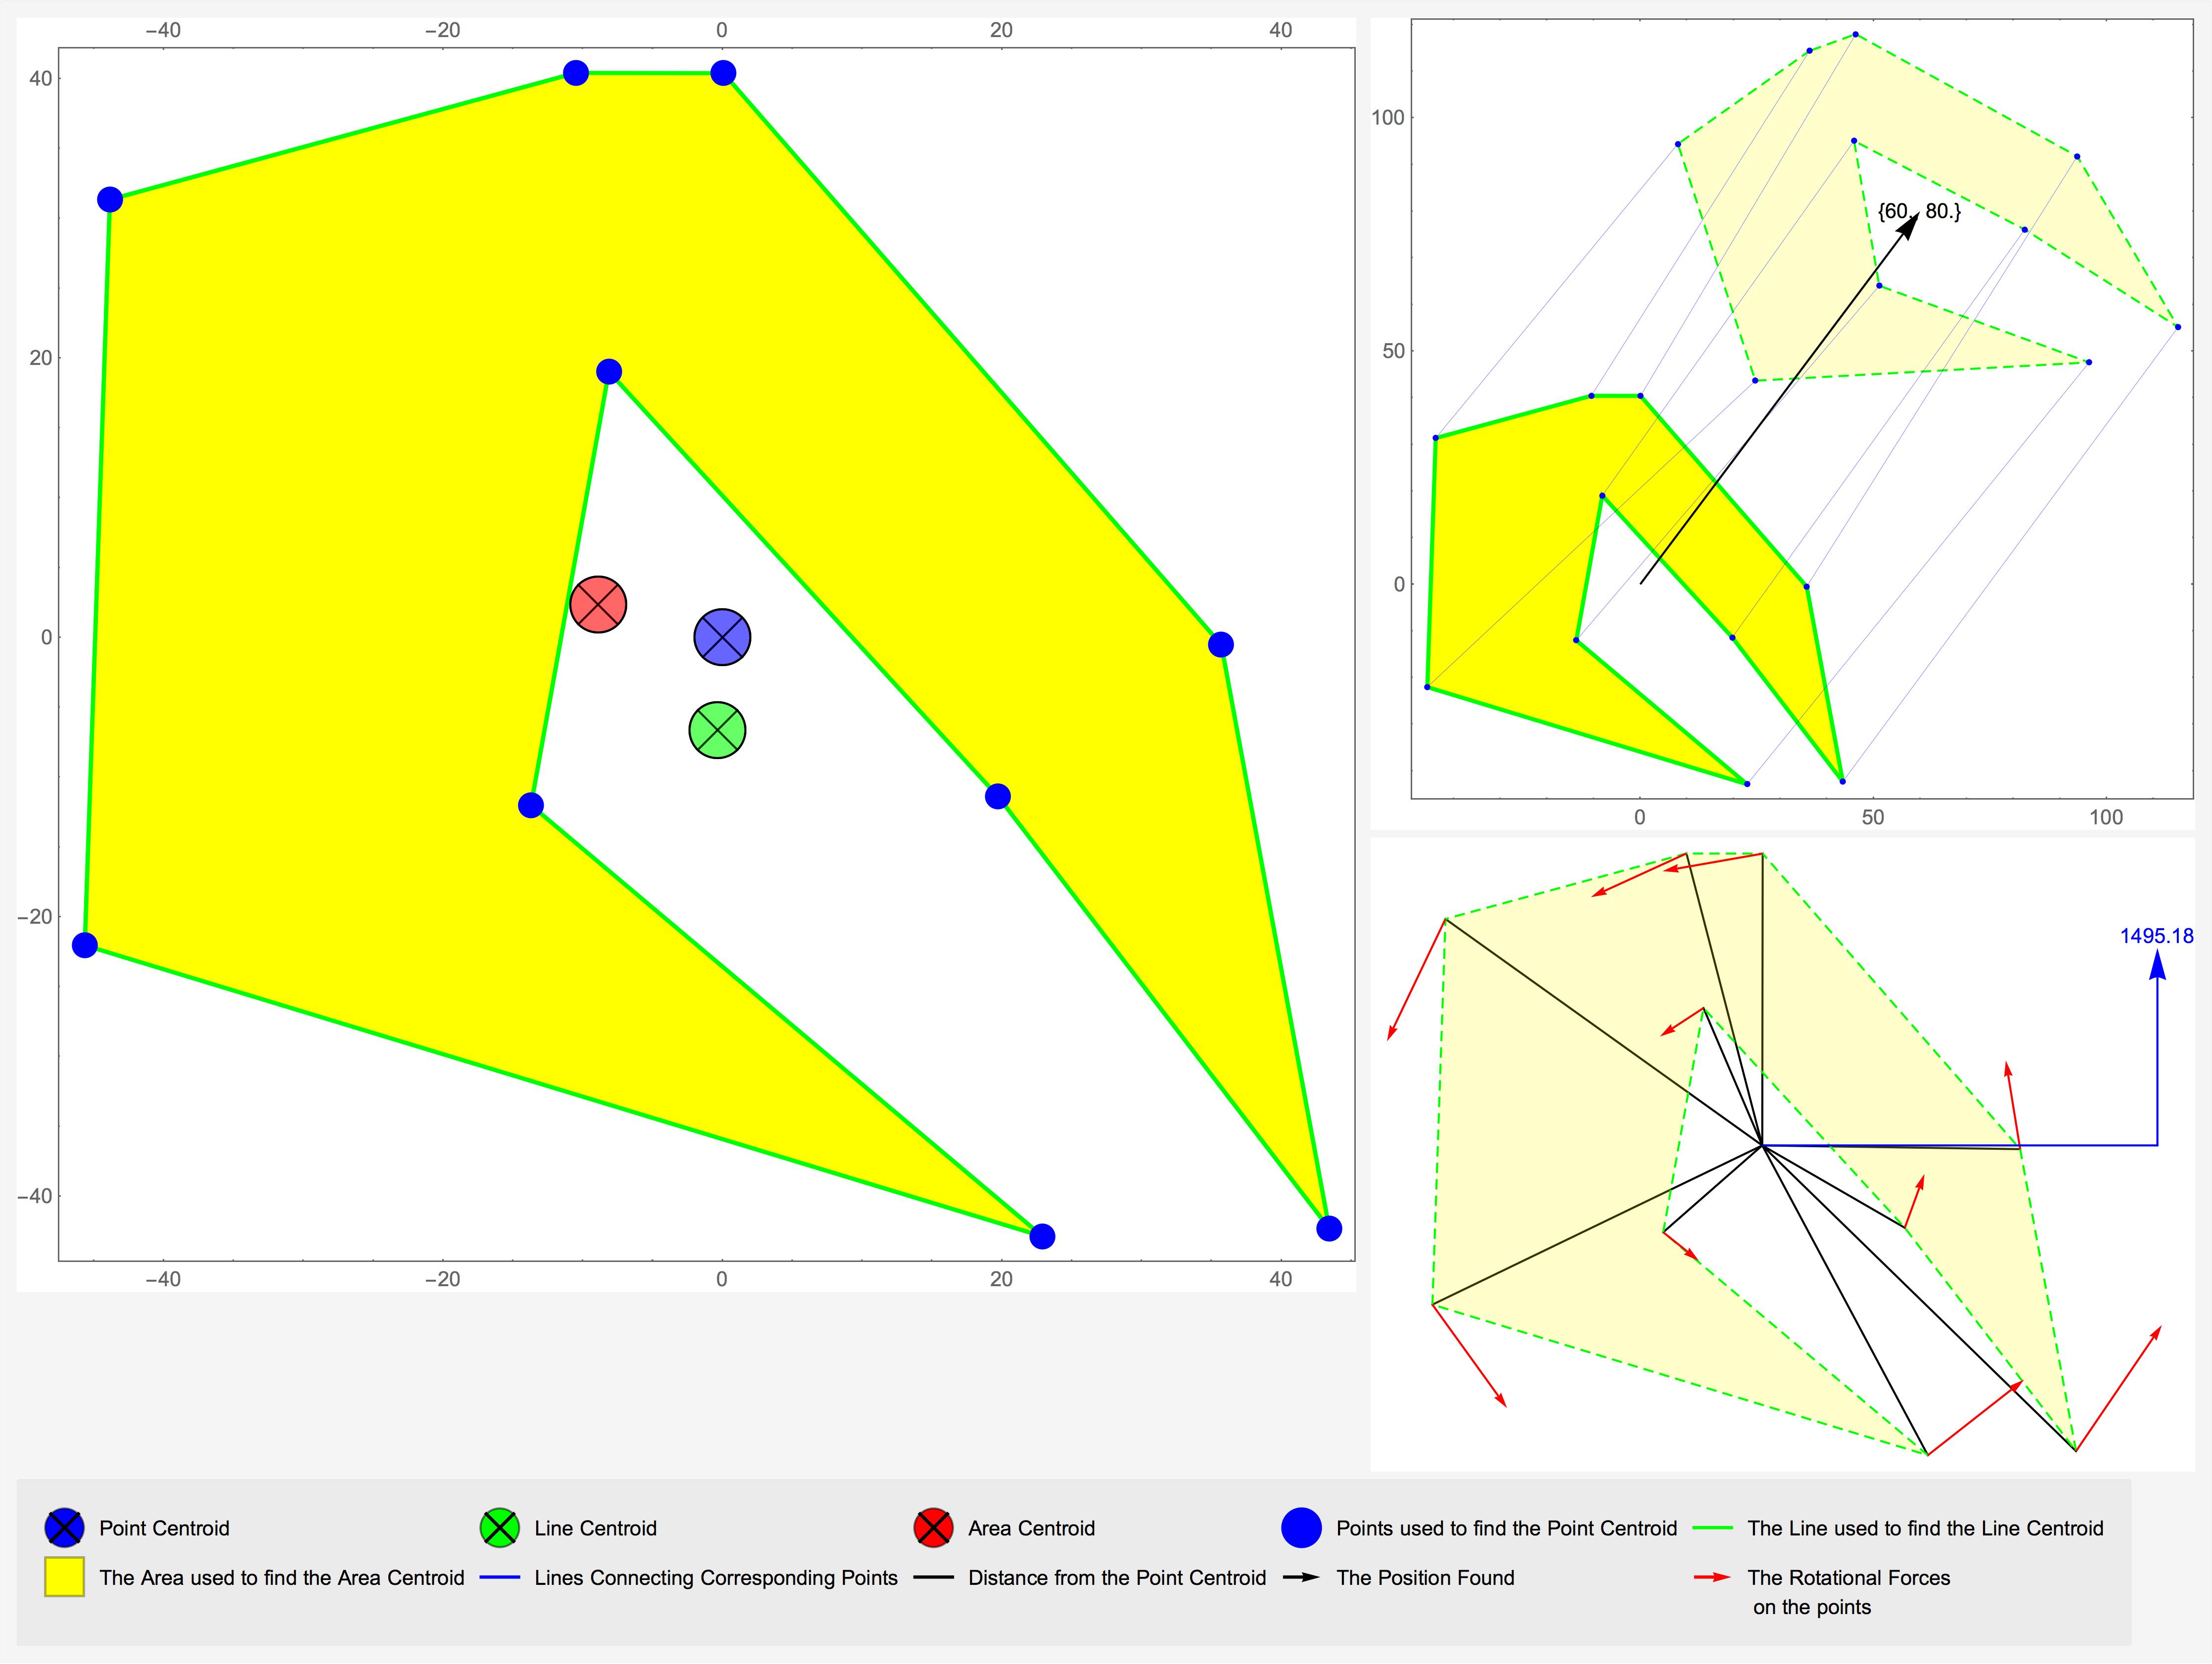 −40 −20 0 20 40
40
20
0
−20
−40
−40 −20 0 20 40
100
50
0
0 50 100
{60., 80.}
1495.18
Point Centroid
Line Centroid
Area Centroid
Points used to find the Point Centroid
The Line used to find the Line Centroid
The Area used to find the Area Centroid
Lines Connecting Corresponding Points
Distance from the Point Centroid
The Position Found
The Rotational Forces
on the points